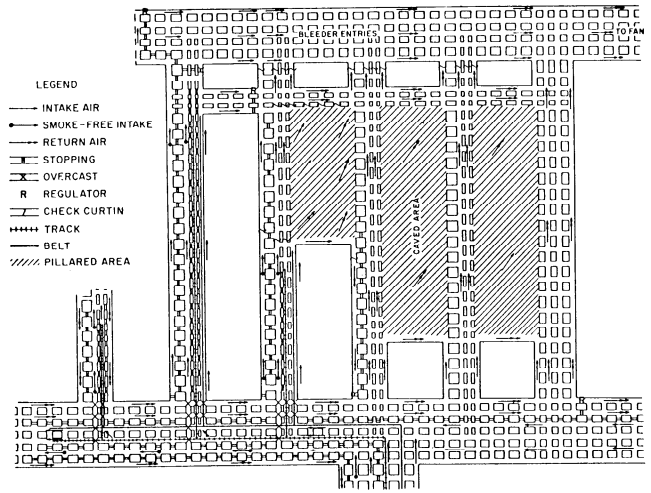 BLEEDER ENTRIES
TO FAN
LEGEND
INTAKE AIR
SMOKE-FREE INTAKE
RETURN AIR
STOPPING
OVERCAST
R REGULATOR
CHECK CURTIN
TRACK
BELT
PILLARED AREA
CAVED AREA
R
R